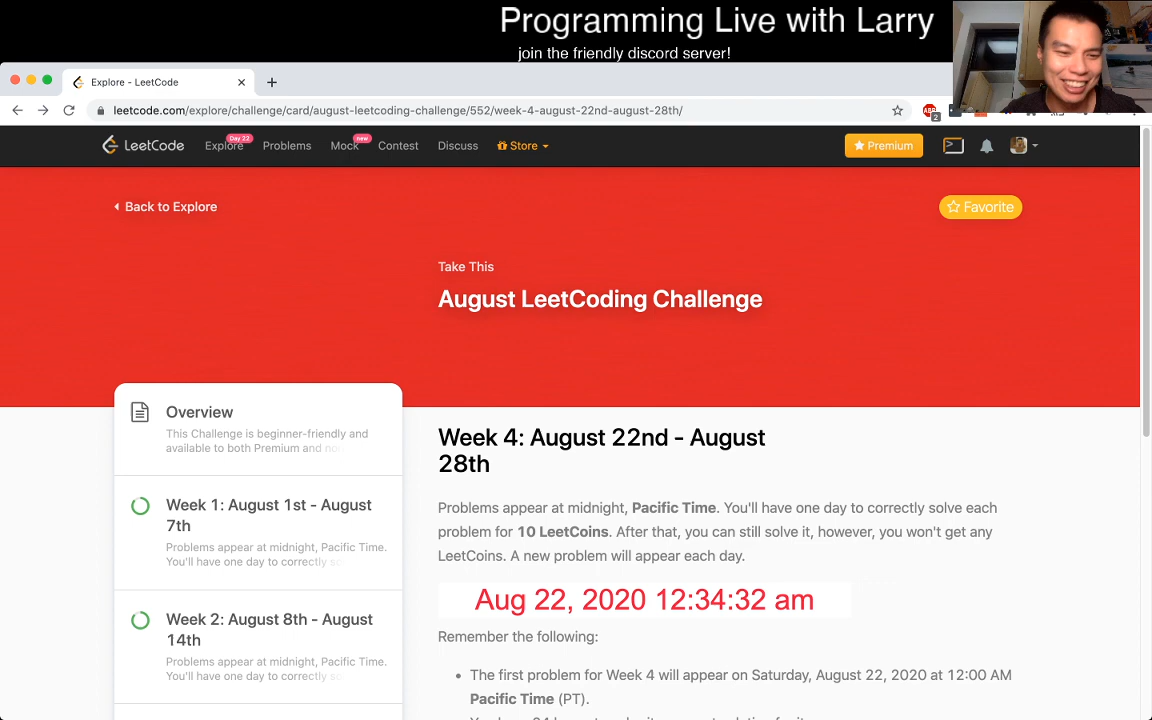 Programming Live with Larry
join the friendly discord server!
Explore - LeetCode
leetcode.com/explore/challenge/card/august-leetcoding-challenge/552/week-4-august-22nd-august-28th/
ABP
2
LeetCode
Explore
Day 22
Problems
Mock
new
Contest
Discuss
Store
Premium
Back to Explore
Favorite
Take This
August LeetCoding Challenge
Overview
This Challenge is beginner-friendly and
available to both Premium and
Week 1: August 1st - August
7th
Problems appear at midnight, Pacific Time.
You'll have one day to correctly
Week 2: August 8th - August
14th
Problems appear at midnight, Pacific Time.
You'll have one day to correctly
Week 4: August 22nd - August
28th
Problems appear at midnight, Pacific Time. You'll have one day to correctly solve each
problem for 10 LeetCoins. After that, you can still solve it, however, you won't get any
LeetCoins. A new problem will appear each day.
Aug 22, 2020 12:34:32 am
Remember the following:
• The first problem for Week 4 will appear on Saturday, August 22, 2020 at 12:00 AM
Pacific Time (PT).